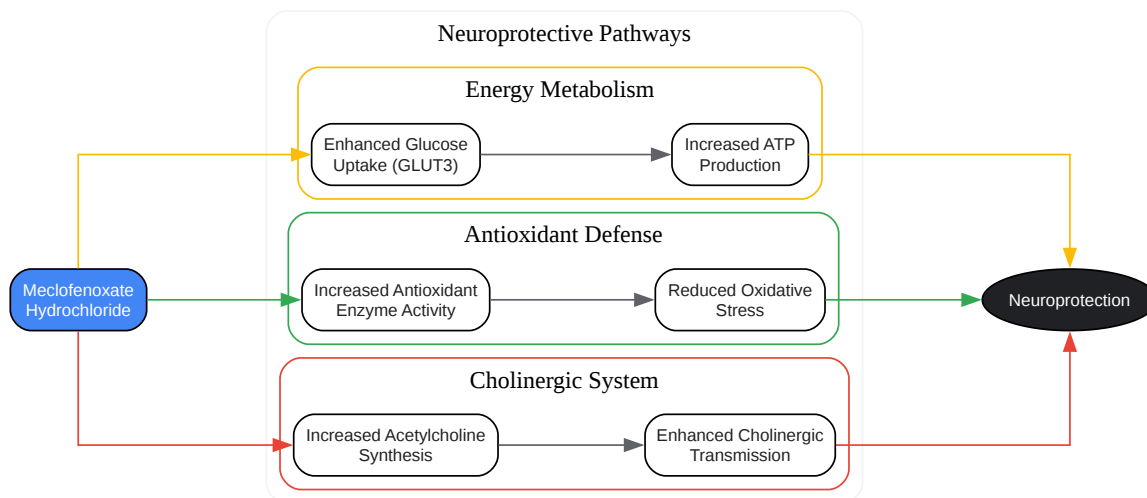 Neuroprotective Pathways
Energy Metabolism
Enhanced Glucose
Uptake (GLUT3)
Increased ATP
Production
Antioxidant Defense
Meclofenoxate
Hydrochloride
Increased Antioxidant
Enzyme Activity
Reduced Oxidative
Stress
Neuroprotection
Cholinergic System
Increased Acetylcholine
Synthesis
Enhanced Cholinergic
Transmission